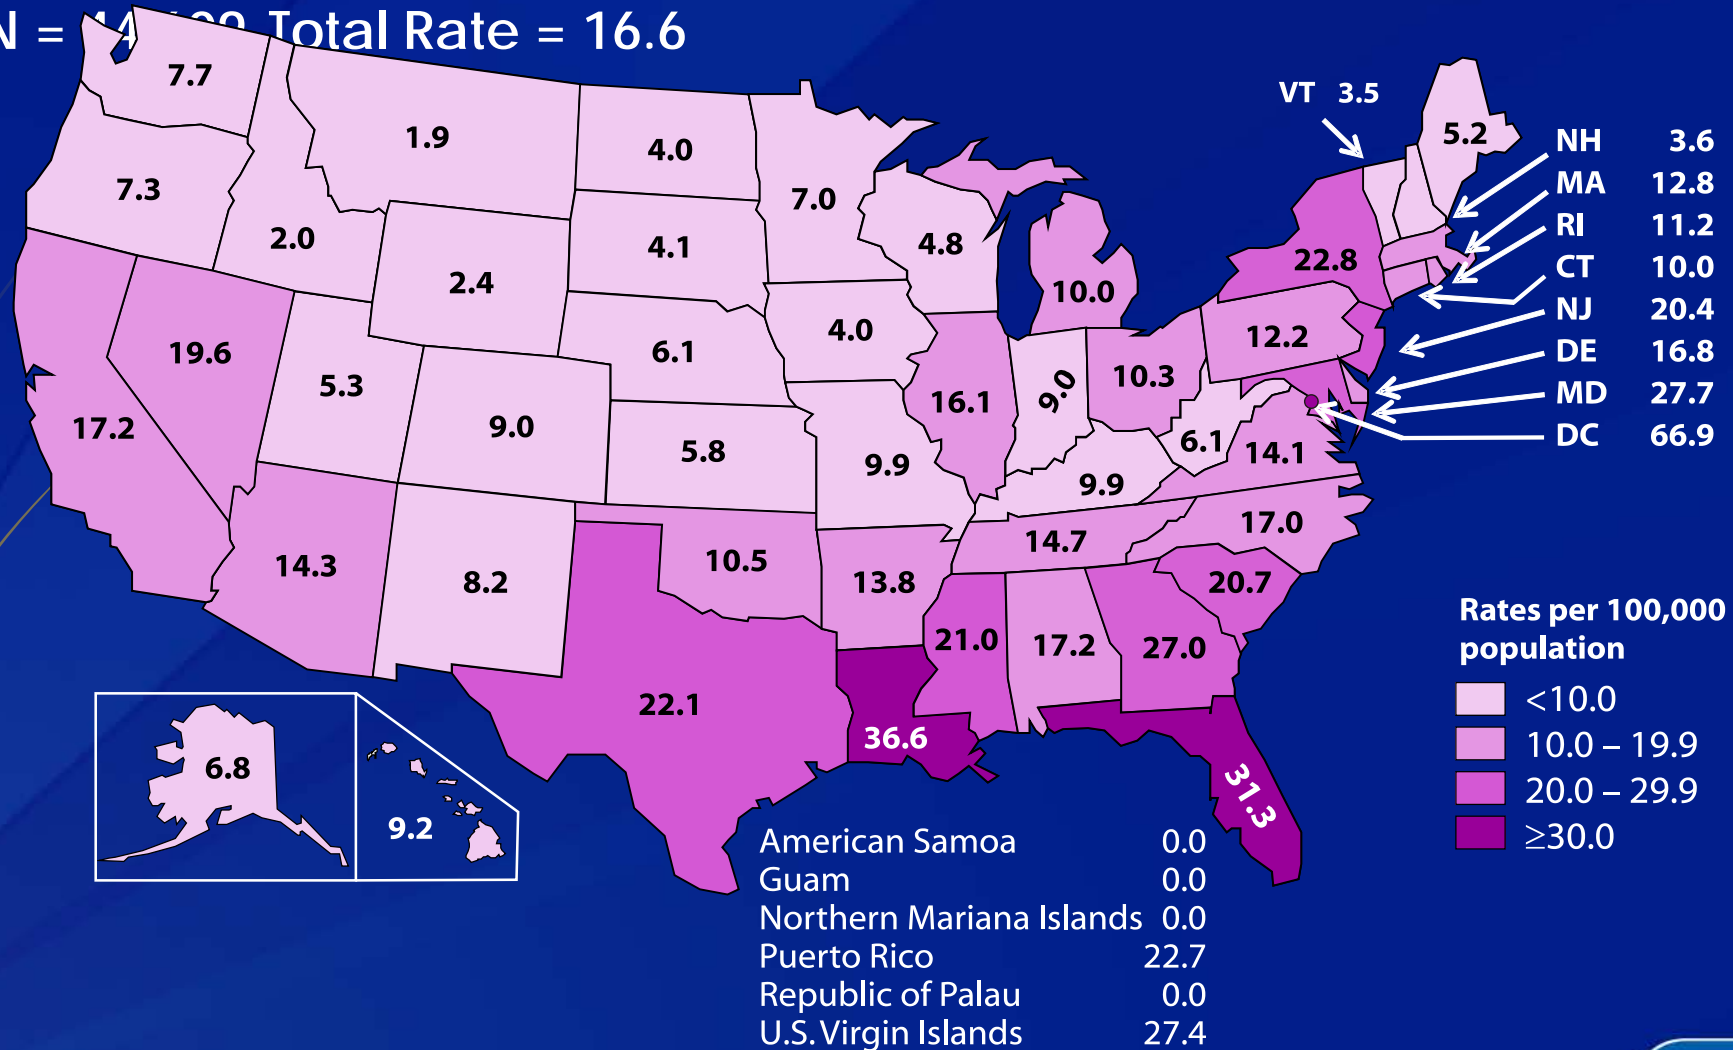 N = Total Rate = 16.6
7.7
1.9
4.0
7.0
VT 3.5
5.2
NH 3.6
MA 12.8
RI 11.2
CT 10.0
NJ 20.4
DE 16.8
MD 27.7
DC 66.9
7.3
2.0
2.4
4.1
4.8
10.0
22.8
19.6
5.3
9.0
6.1
4.0
16.1
9.0
10.3
12.2
17.2
5.8
9.9
9.9
6.1
14.1
14.3
8.2
10.5
13.8
14.7
17.0
20.7
22.1
36.6
21.0
17.2
27.0
31.3
6.8
9.2
Rates per 100,000
population
<10.0
10.0 – 19.9
20.0 – 29.9
≥30.0
American Samoa 0.0
Guam 0.0
Northern Mariana Islands 0.0
Puerto Rico 22.7
Republic of Palau 0.0
U.S. Virgin Islands 27.4